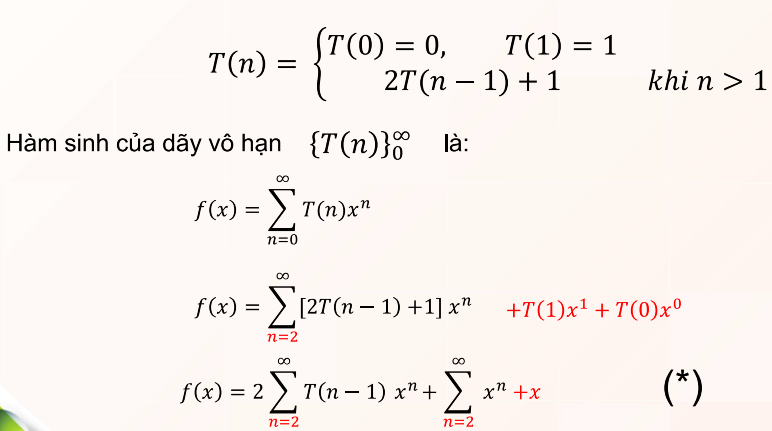 T(n) = { T(0) = 0, T(1) = 1
2T(n − 1) + 1 khi n > 1
Hàm sinh của dãy vô hạn {T(n)}₀^∞ là:
f(x) = ∑_{n=0}^{∞} T(n)xⁿ
f(x) = ∑_{n=2}^{∞} [2T(n − 1) +1] xⁿ +T(1)x¹ + T(0)x⁰
f(x) = 2 ∑_{n=2}^{∞} T(n − 1) xⁿ + ∑_{n=2}^{∞} xⁿ +x (*)